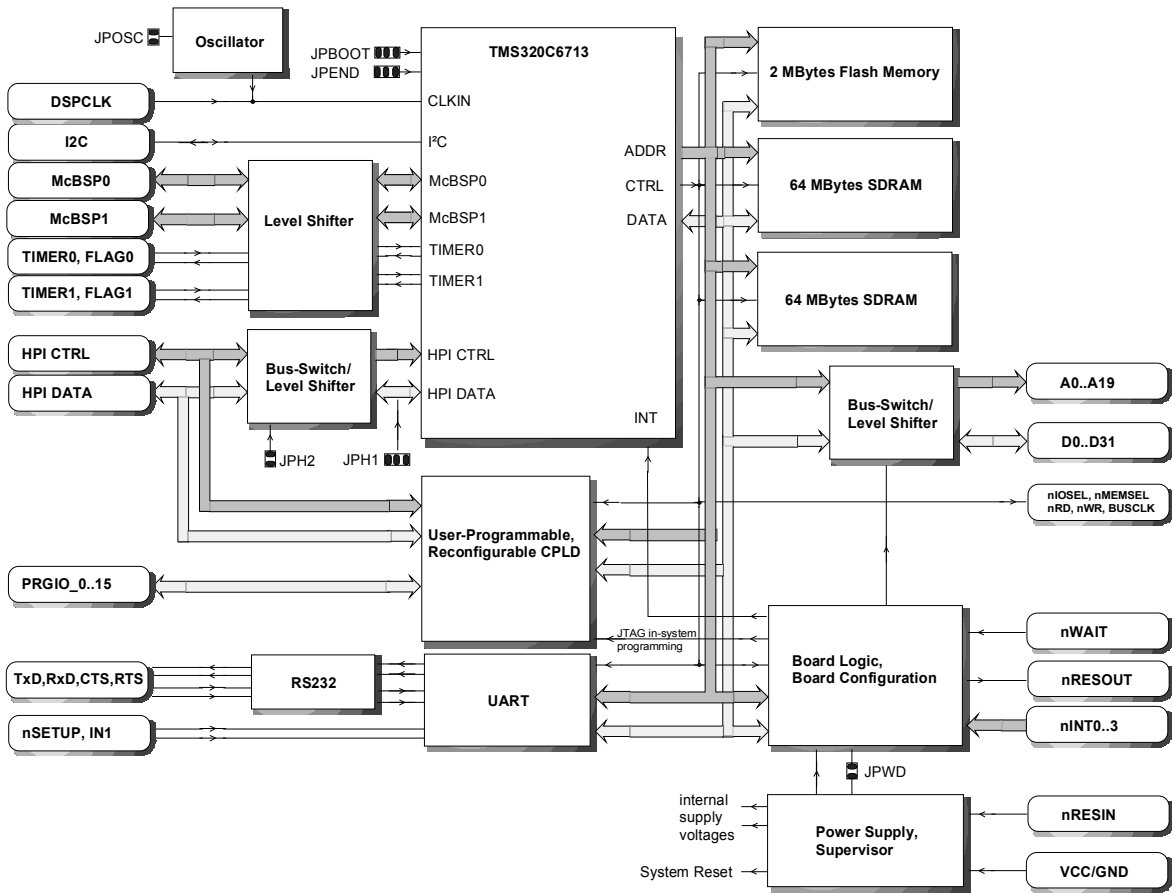 JPOSC
Oscillator
JPBOOT
JPEND
TMS320C6713
2 MBytes Flash Memory
DSPCLK
CLKIN
I2C
I²C
ADDR
McBSP0
McBSP0
CTRL
64 MBytes SDRAM
McBSP1
Level Shifter
McBSP1
DATA
TIMER0, FLAG0
TIMER0
TIMER1, FLAG1
TIMER1
64 MBytes SDRAM
HPI CTRL
HPI CTRL
HPI DATA
Bus-Switch/
Level Shifter
HPI DATA
A0..A19
Bus-Switch/
Level Shifter
INT
D0..D31
JPH2
JPH1
nIOSEL, nMEMSEL
nRD, nWR, BUSCLK
User-Programmable,
Reconfigurable CPLD
PRGIO_0..15
JTAG in-system
programming
nWAIT
Board Logic,
Board Configuration
TxD,RxD,CTS,RTS
RS232
UART
nRESOUT
nSETUP, IN1
nINT0..3
JPWD
internal
supply
voltages
Power Supply,
Supervisor
nRESIN
System Reset
VCC/GND